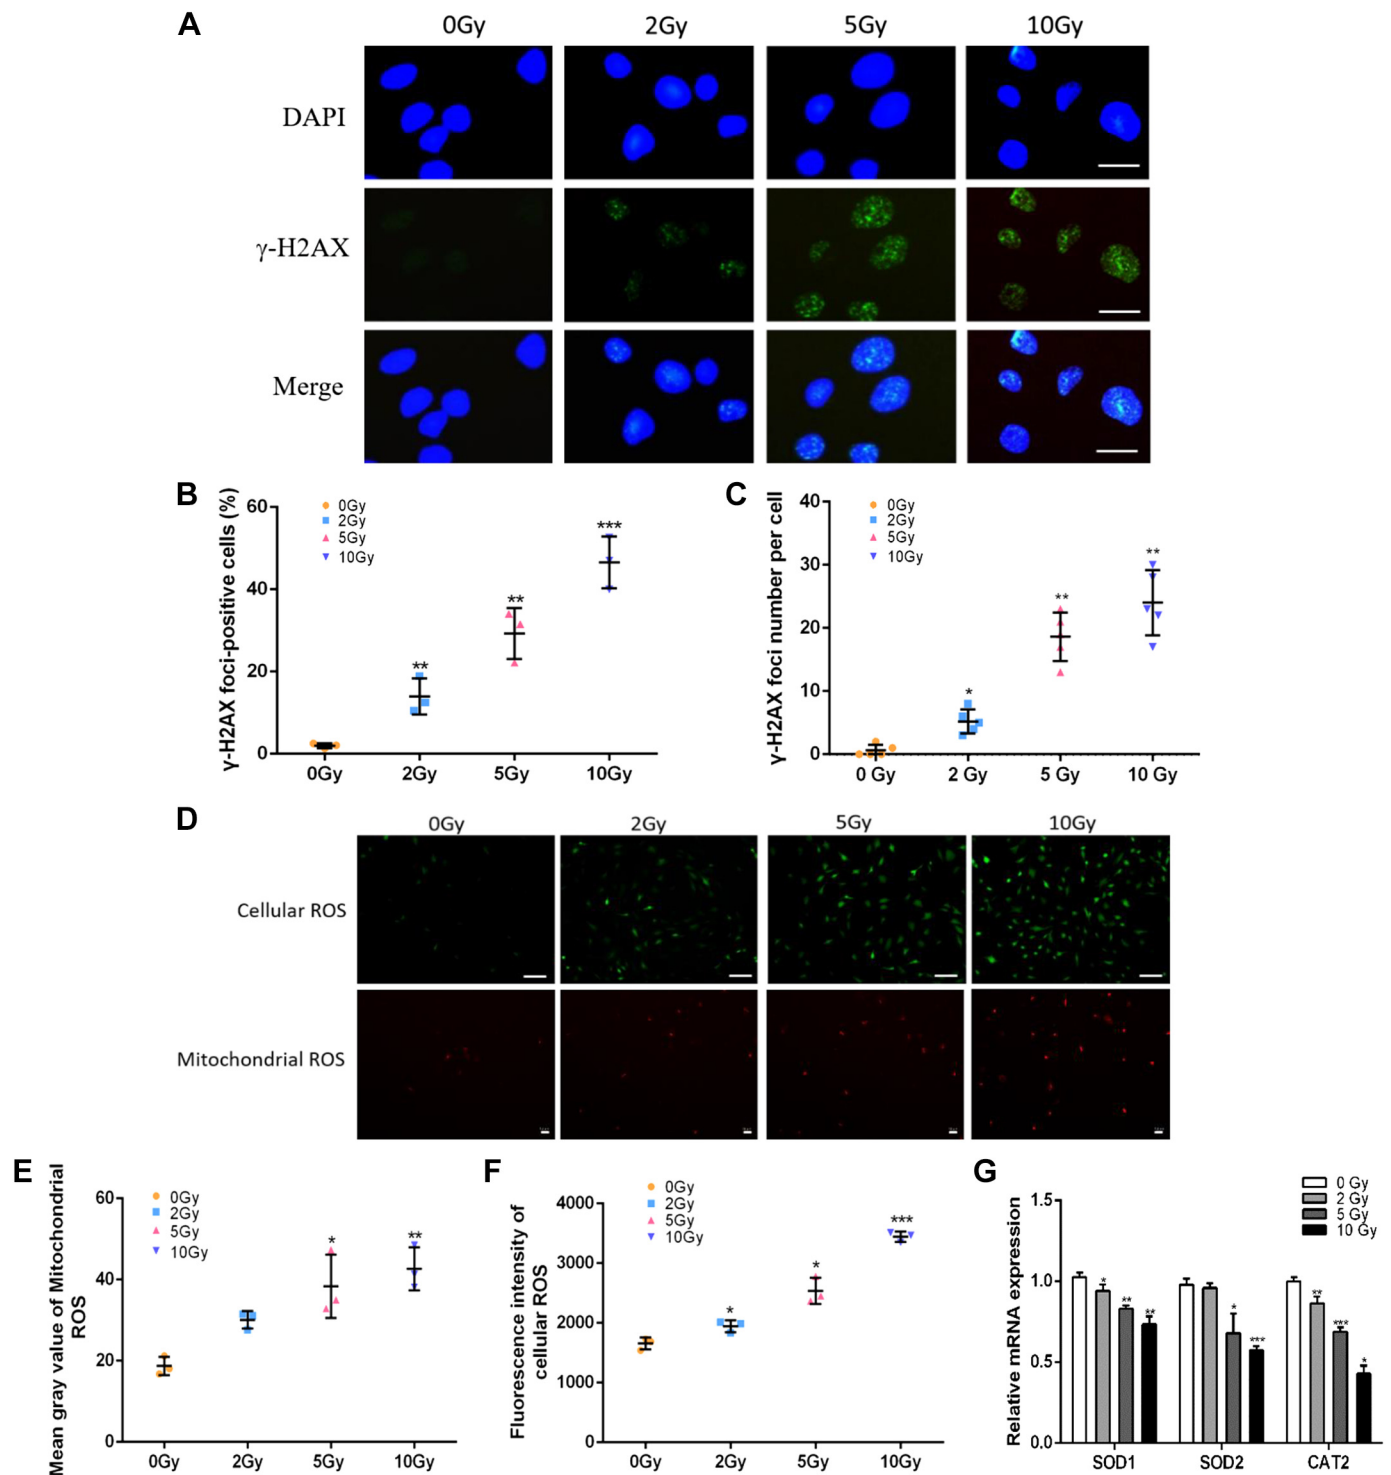 A
0Gy 2Gy 5Gy 10Gy
DAPI
γ-H2AX
Merge
B
γ-H2AX foci-positive cells (%)
60
40
20
0
0Gy
2Gy
5Gy
10Gy
**
**
***
0Gy 2Gy 5Gy 10Gy
C
γ-H2AX foci number per cell
40
30
20
10
0
0Gy
2Gy
5Gy
10Gy
*
**
**
0 Gy 2 Gy 5 Gy 10 Gy
D
0Gy 2Gy 5Gy 10Gy
Cellular ROS
Mitochondrial ROS
E
Mean gray value of Mitochondrial
ROS
60
40
20
0
0Gy
2Gy
5Gy
10Gy
*
**
0Gy 2Gy 5Gy 10Gy
F
Fluorescence intensity of
cellular ROS
4000
3000
2000
1000
0
0Gy
2Gy
5Gy
10Gy
*
*
***
0Gy 2Gy 5Gy 10Gy
G
Relative mRNA expression
1.5
1.0
0.5
0.0
0 Gy
2 Gy
5 Gy
10 Gy
*
**
**
*
***
**
***
*
SOD1 SOD2 CAT2